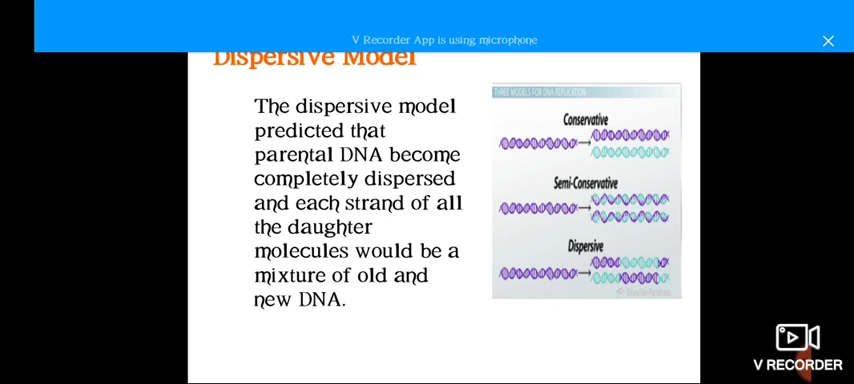 V Recorder App is using microphone
Dispersive Model
The dispersive model
predicted that
parental DNA become
completely dispersed
and each strand of all
the daughter
molecules would be a
mixture of old and
new DNA.
THREE MODELS FOR DNA REPLICATION
Conservative
Semi-Conservative
Dispersive
V RECORDER